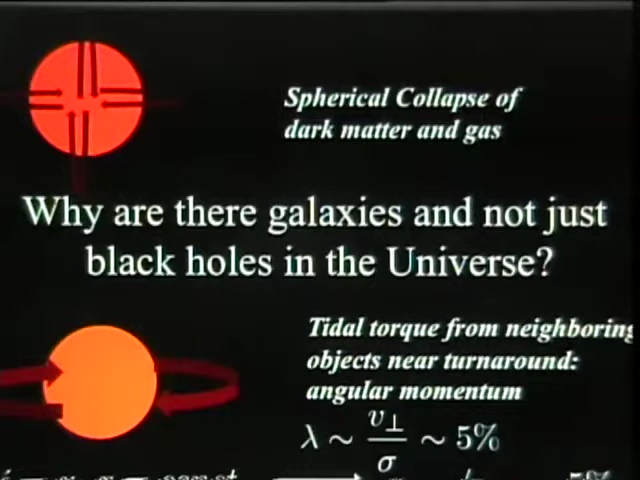 Spherical Collapse of
dark matter and gas
Why are there galaxies and not just
black holes in the Universe?
Tidal torque from neighboring
objects near turnaround:
angular momentum
λ ~ v⊥/σ ~ 5%